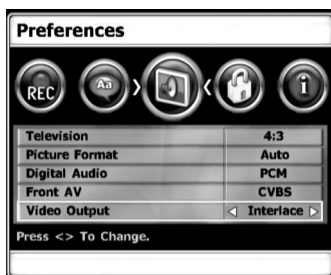 Preferences
REC Aa i
Television 4:3
Picture Format Auto
Digital Audio PCM
Front AV CVBS
Video Output Interlace
Press <> To Change.